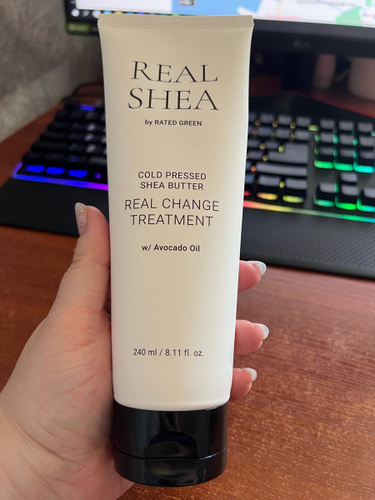 REAL
SHEA
by RATED GREEN
COLD PRESSED
SHEA BUTTER
REAL CHANGE
TREATMENT
w/ Avocado Oil
240 ml / 8.11 fl. oz.